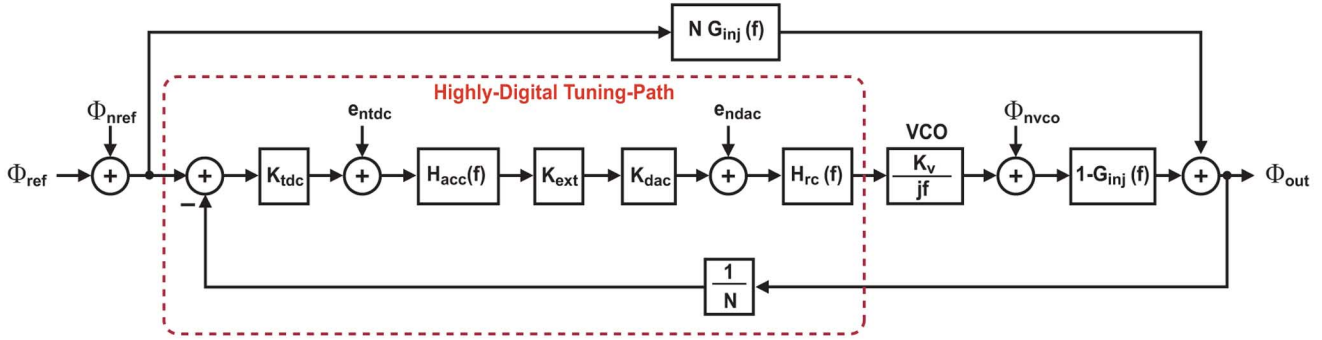 N G_inj (f)
Highly-Digital Tuning-Path
Φ_nref
e_ntdc
e_ndac
VCO
Φ_nvco
Φ_ref
+
+
K_tdc
+
H_acc(f)
K_ext
K_dac
+
H_rc (f)
K_v
jf
+
1-G_inj (f)
+
Φ_out
−
1
N